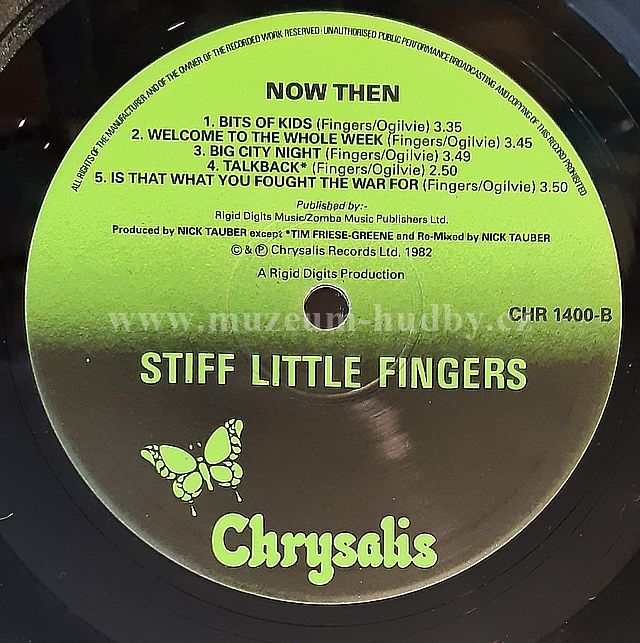 ALL RIGHTS OF THE MANUFACTURER AND OF THE OWNER OF THE RECORDED WORK RESERVED · UNAUTHORISED PUBLIC PERFORMANCE BROADCASTING AND COPYING OF THIS RECORD PROHIBITED
NOW THEN
1. BITS OF KIDS (Fingers/Ogilvie) 3.35
2. WELCOME TO THE WHOLE WEEK (Fingers/Ogilvie) 3.45
3. BIG CITY NIGHT (Fingers/Ogilvie) 3.49
4. TALKBACK* (Fingers/Ogilvie) 2.50
5. IS THAT WHAT YOU FOUGHT THE WAR FOR (Fingers/Ogilvie) 3.50
Published by:-
Rigid Digits Music/Zomba Music Publishers Ltd.
Produced by NICK TAUBER except *TIM FRIESE-GREENE and Re-Mixed by NICK TAUBER
© & ℗ Chrysalis Records Ltd. 1982
A Rigid Digits Production
CHR 1400-B
www.muzeum-hudby.cz
STIFF LITTLE FINGERS
Chrysalis